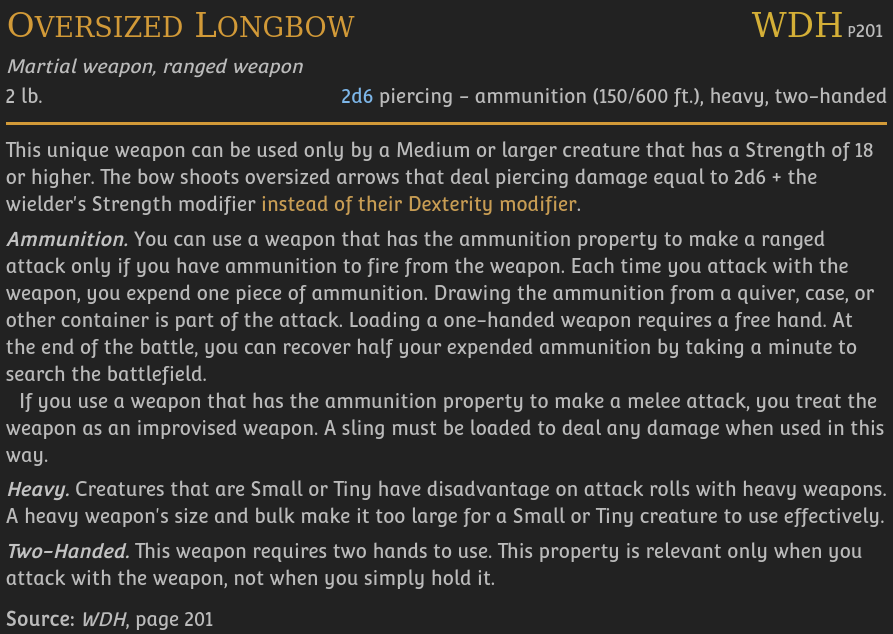 Oversized Longbow WDH P201
Martial weapon, ranged weapon
2 lb. 2d6 piercing - ammunition (150/600 ft.), heavy, two-handed
This unique weapon can be used only by a Medium or larger creature that has a Strength of 18
or higher. The bow shoots oversized arrows that deal piercing damage equal to 2d6 + the
wielder's Strength modifier instead of their Dexterity modifier.
Ammunition. You can use a weapon that has the ammunition property to make a ranged
attack only if you have ammunition to fire from the weapon. Each time you attack with the
weapon, you expend one piece of ammunition. Drawing the ammunition from a quiver, case, or
other container is part of the attack. Loading a one-handed weapon requires a free hand. At
the end of the battle, you can recover half your expended ammunition by taking a minute to
search the battlefield.
If you use a weapon that has the ammunition property to make a melee attack, you treat the
weapon as an improvised weapon. A sling must be loaded to deal any damage when used in this
way.
Heavy. Creatures that are Small or Tiny have disadvantage on attack rolls with heavy weapons.
A heavy weapon's size and bulk make it too large for a Small or Tiny creature to use effectively.
Two-Handed. This weapon requires two hands to use. This property is relevant only when you
attack with the weapon, not when you simply hold it.
Source: WDH, page 201